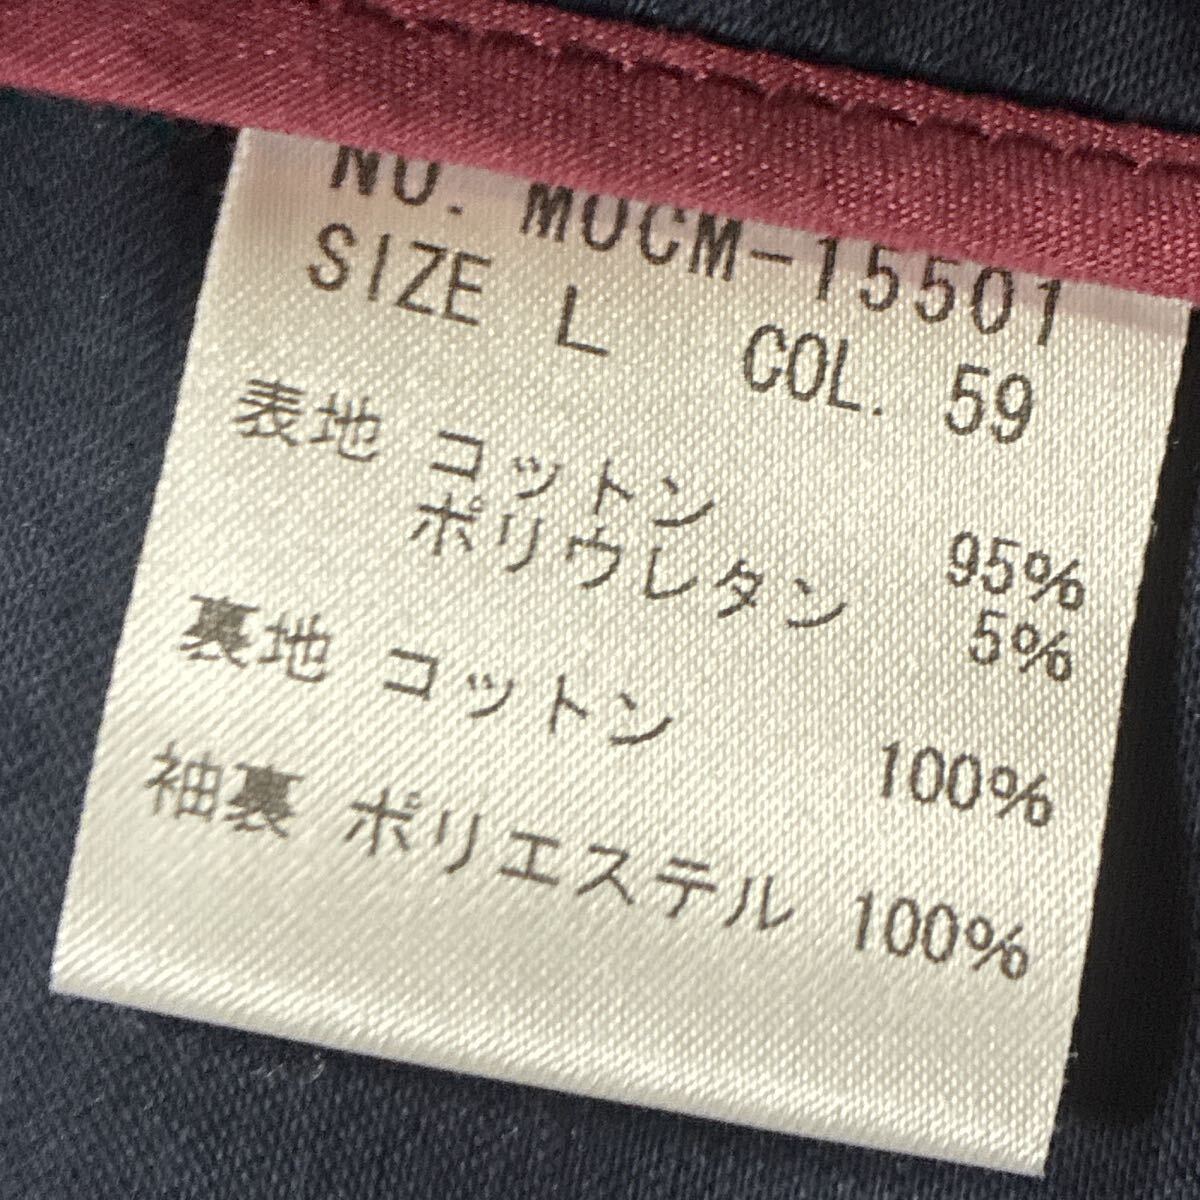 NO. MOCM-15501
SIZE L COL. 59
表地 コットン 95%
ポリウレタン 5%
裏地 コットン 100%
袖裏 ポリエステル 100%